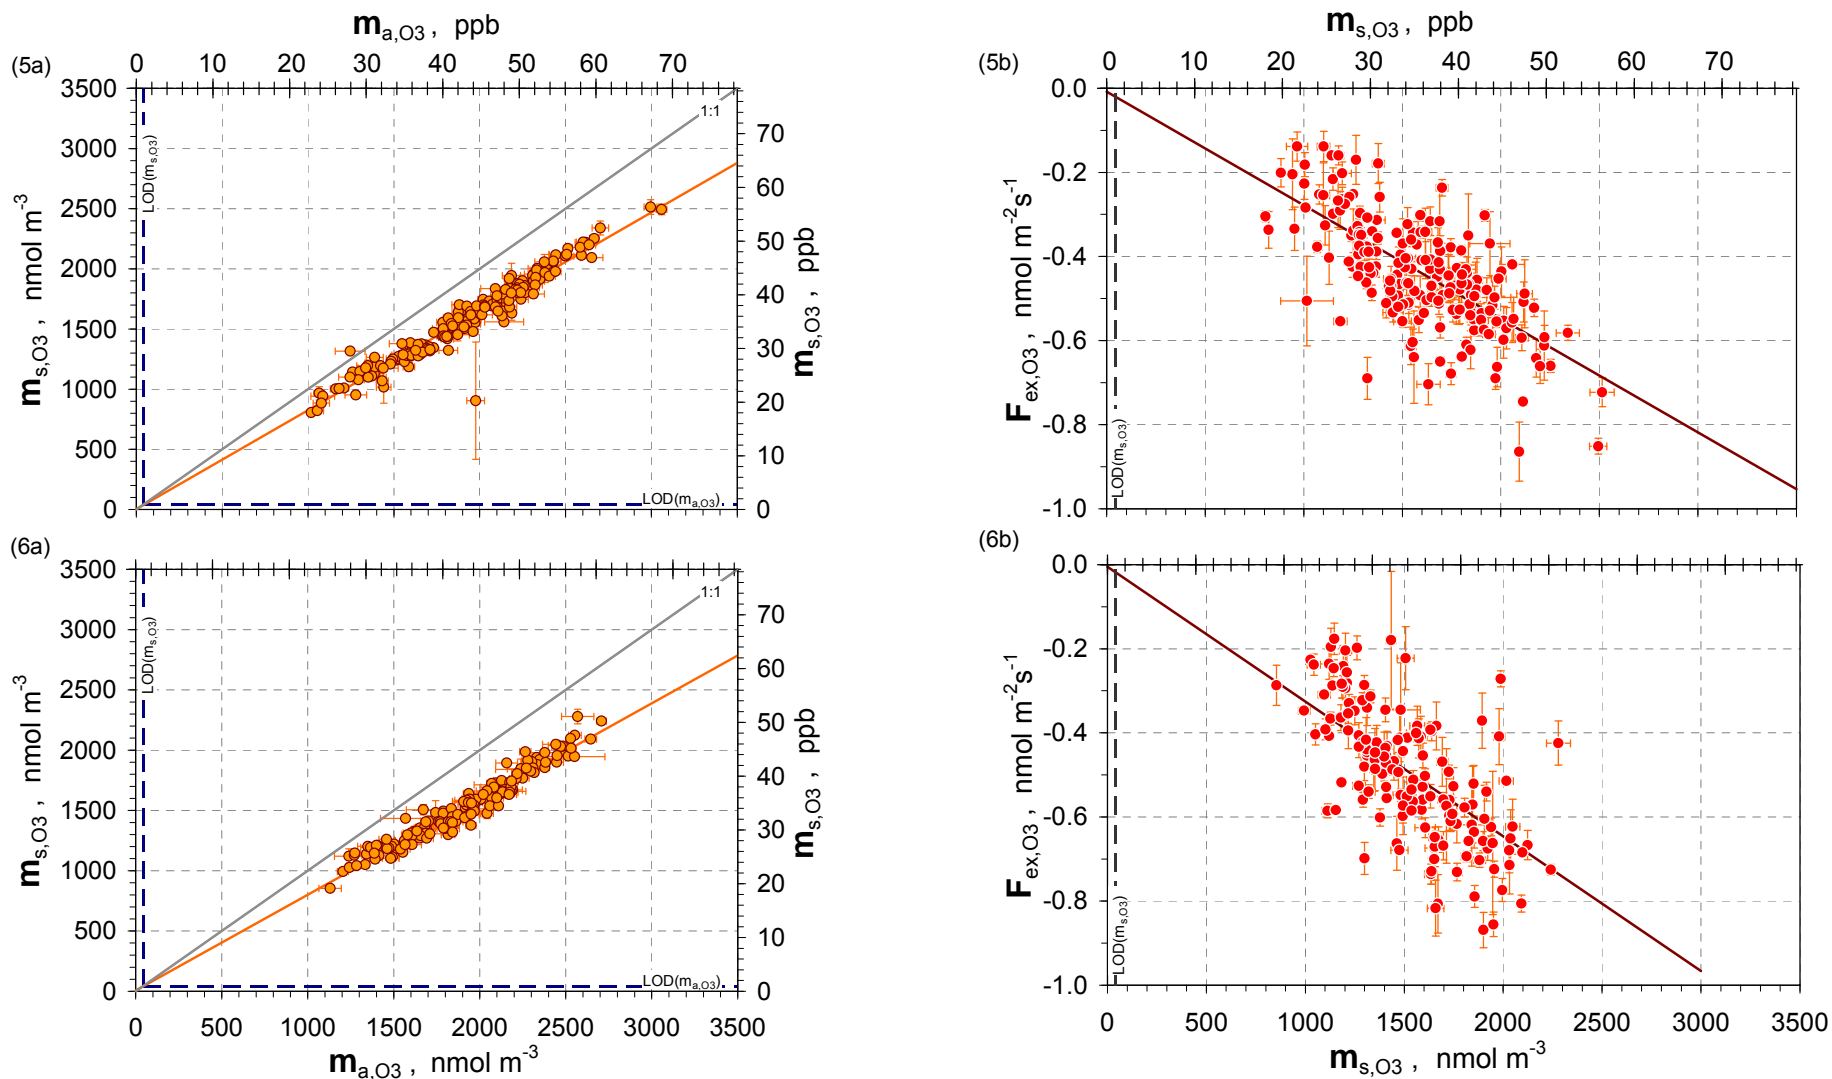 m_a,O3 , ppb
0 10 20 30 40 50 60 70
(5a)
3500
3000
2500
2000
1500
1000
500
0
m_s,O3 , nmol m⁻³
LOD(m_s,O3)
1:1
LOD(m_a,O3)
70
60
50
40
30
20
10
0
m_s,O3 , ppb
m_s,O3 , ppb
0 10 20 30 40 50 60 70
(5b)
0.0
-0.2
-0.4
-0.6
-0.8
-1.0
F_ex,O3 , nmol m⁻²s⁻¹
LOD(m_s,O3)
(6a)
3500
3000
2500
2000
1500
1000
500
0
m_s,O3 , nmol m⁻³
LOD(m_s,O3)
1:1
LOD(m_a,O3)
70
60
50
40
30
20
10
0
m_s,O3 , ppb
0 500 1000 1500 2000 2500 3000 3500
m_a,O3 , nmol m⁻³
(6b)
0.0
-0.2
-0.4
-0.6
-0.8
-1.0
F_ex,O3 , nmol m⁻²s⁻¹
LOD(m_s,O3)
0 500 1000 1500 2000 2500 3000 3500
m_s,O3 , nmol m⁻³